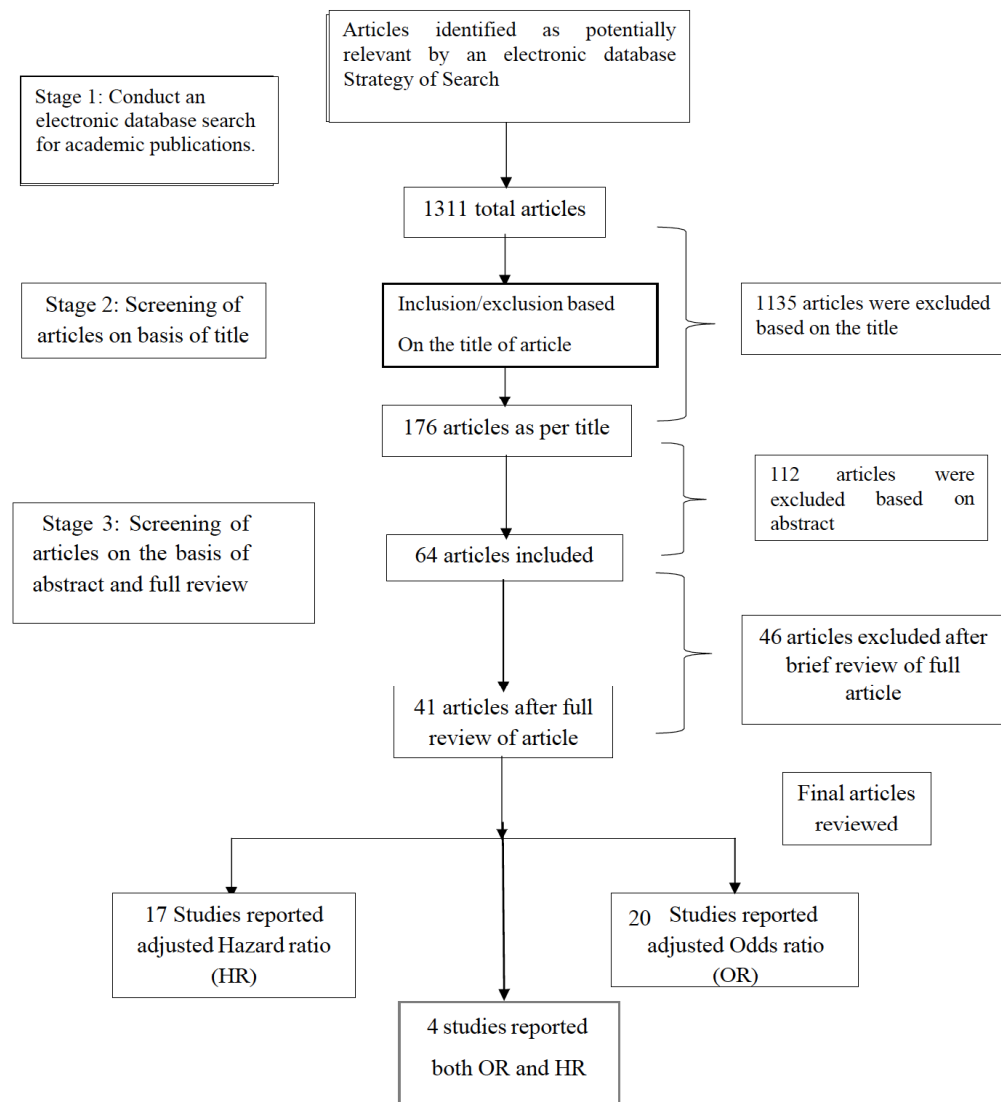 Articles identified as potentially
relevant by an electronic database
Strategy of Search
Stage 1: Conduct an
electronic database search
for academic publications.
1311 total articles
Stage 2: Screening of
articles on basis of title
Inclusion/exclusion based
On the title of article
1135 articles were excluded
based on the title
176 articles as per title
112 articles were
excluded based on
abstract
Stage 3: Screening of
articles on the basis of
abstract and full review
64 articles included
46 articles excluded after
brief review of full
article
41 articles after full
review of article
Final articles
reviewed
17 Studies reported
adjusted Hazard ratio
(HR)
20 Studies reported
adjusted Odds ratio
(OR)
4 studies reported
both OR and HR